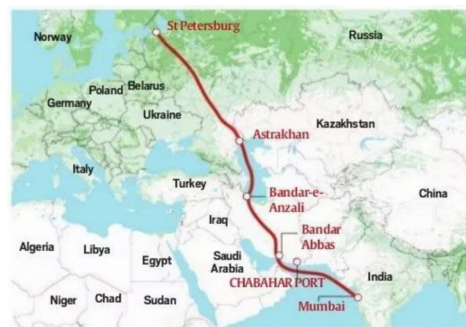 St Petersburg
Norway
Russia
Belarus
Poland
Germany
Ukraine
Kazakhstan
Astrakhan
Italy
Turkey
Bandar-e-
Anzali
China
Iraq
Bandar
Abbas
Algeria
Libya
Egypt
Saudi
Arabia
CHABAHAR PORT
India
Niger
Chad
Sudan
Mumbai